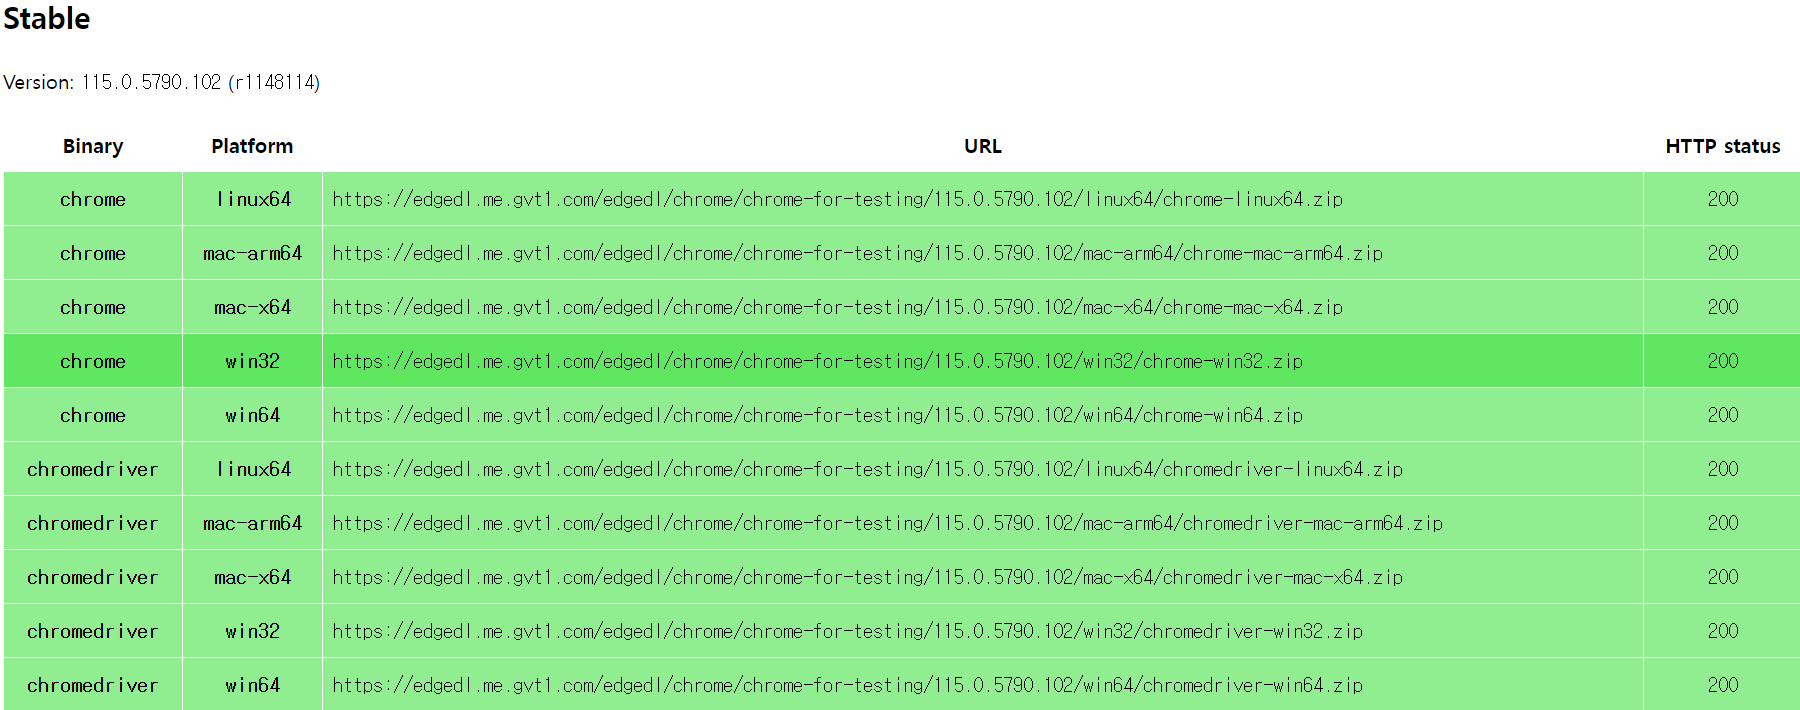 Stable
Version: 115.0.5790.102 (r1148114)
Binary Platform URL HTTP status
chrome linux64 https://edgedl.me.gvt1.com/edgedl/chrome/chrome-for-testing/115.0.5790.102/linux64/chrome-linux64.zip 200
chrome mac-arm64 https://edgedl.me.gvt1.com/edgedl/chrome/chrome-for-testing/115.0.5790.102/mac-arm64/chrome-mac-arm64.zip 200
chrome mac-x64 https://edgedl.me.gvt1.com/edgedl/chrome/chrome-for-testing/115.0.5790.102/mac-x64/chrome-mac-x64.zip 200
chrome win32 https://edgedl.me.gvt1.com/edgedl/chrome/chrome-for-testing/115.0.5790.102/win32/chrome-win32.zip 200
chrome win64 https://edgedl.me.gvt1.com/edgedl/chrome/chrome-for-testing/115.0.5790.102/win64/chrome-win64.zip 200
chromedriver linux64 https://edgedl.me.gvt1.com/edgedl/chrome/chrome-for-testing/115.0.5790.102/linux64/chromedriver-linux64.zip 200
chromedriver mac-arm64 https://edgedl.me.gvt1.com/edgedl/chrome/chrome-for-testing/115.0.5790.102/mac-arm64/chromedriver-mac-arm64.zip 200
chromedriver mac-x64 https://edgedl.me.gvt1.com/edgedl/chrome/chrome-for-testing/115.0.5790.102/mac-x64/chromedriver-mac-x64.zip 200
chromedriver win32 https://edgedl.me.gvt1.com/edgedl/chrome/chrome-for-testing/115.0.5790.102/win32/chromedriver-win32.zip 200
chromedriver win64 https://edgedl.me.gvt1.com/edgedl/chrome/chrome-for-testing/115.0.5790.102/win64/chromedriver-win64.zip 200